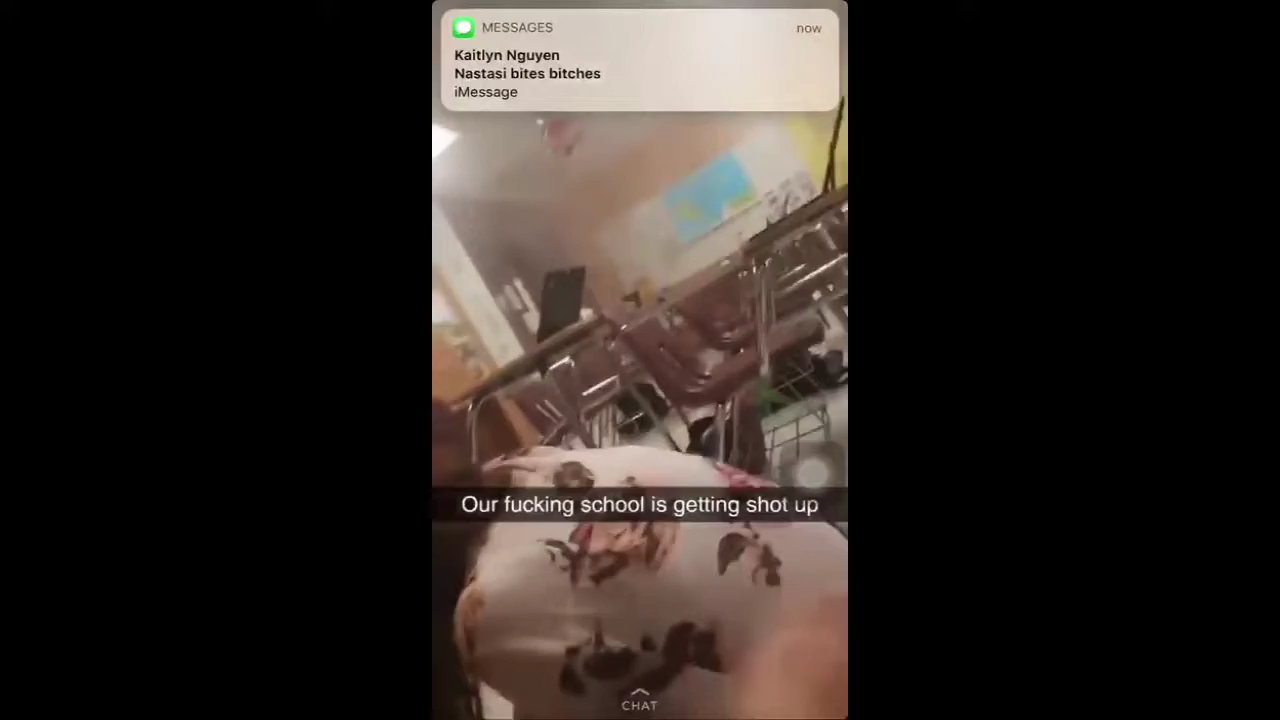 MESSAGES now
Kaitlyn Nguyen
Nastasi bites bitches
iMessage
Our fucking school is getting shot up
CHAT